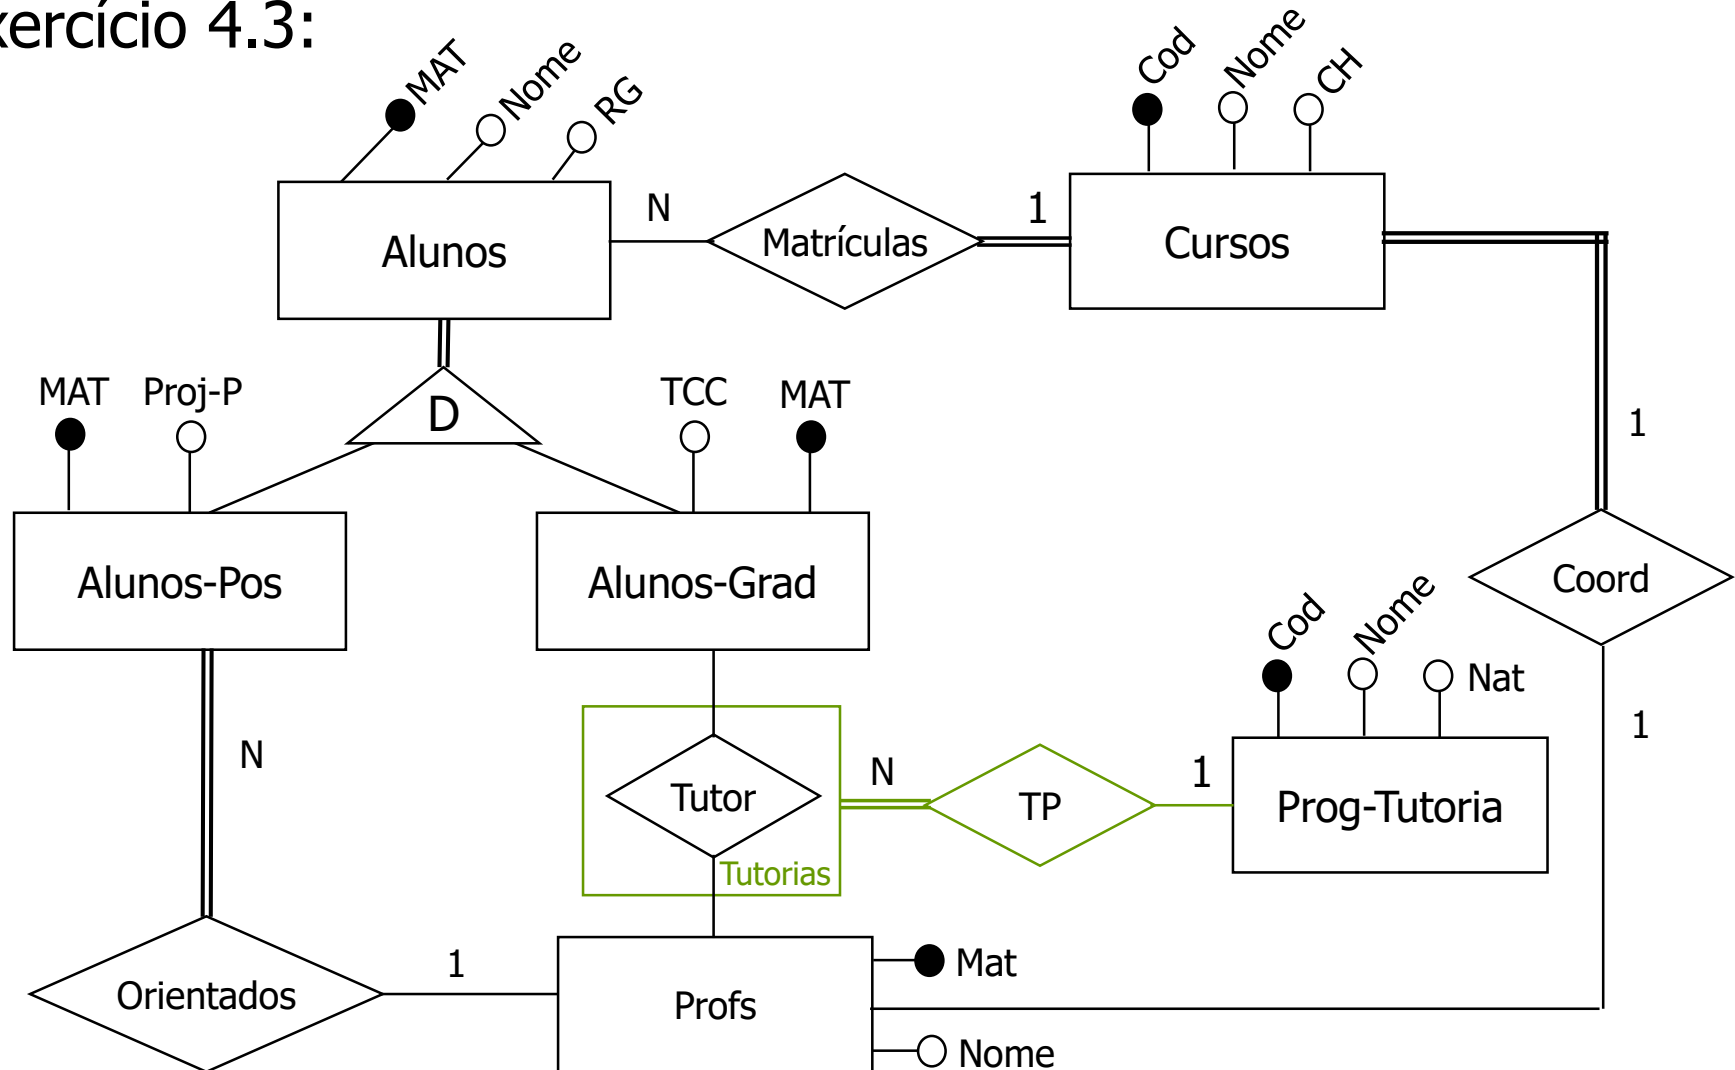 xercício 4.3:
MAT
Nome
RG
Cod
Nome
CH
Alunos
N
Matrículas
1
Cursos
MAT
Proj-P
D
TCC
MAT
1
Alunos-Pos
Alunos-Grad
Coord
Cod
Nome
Nat
N
1
Tutor
Tutorias
N
TP
1
Prog-Tutoria
Orientados
1
Profs
Mat
Nome